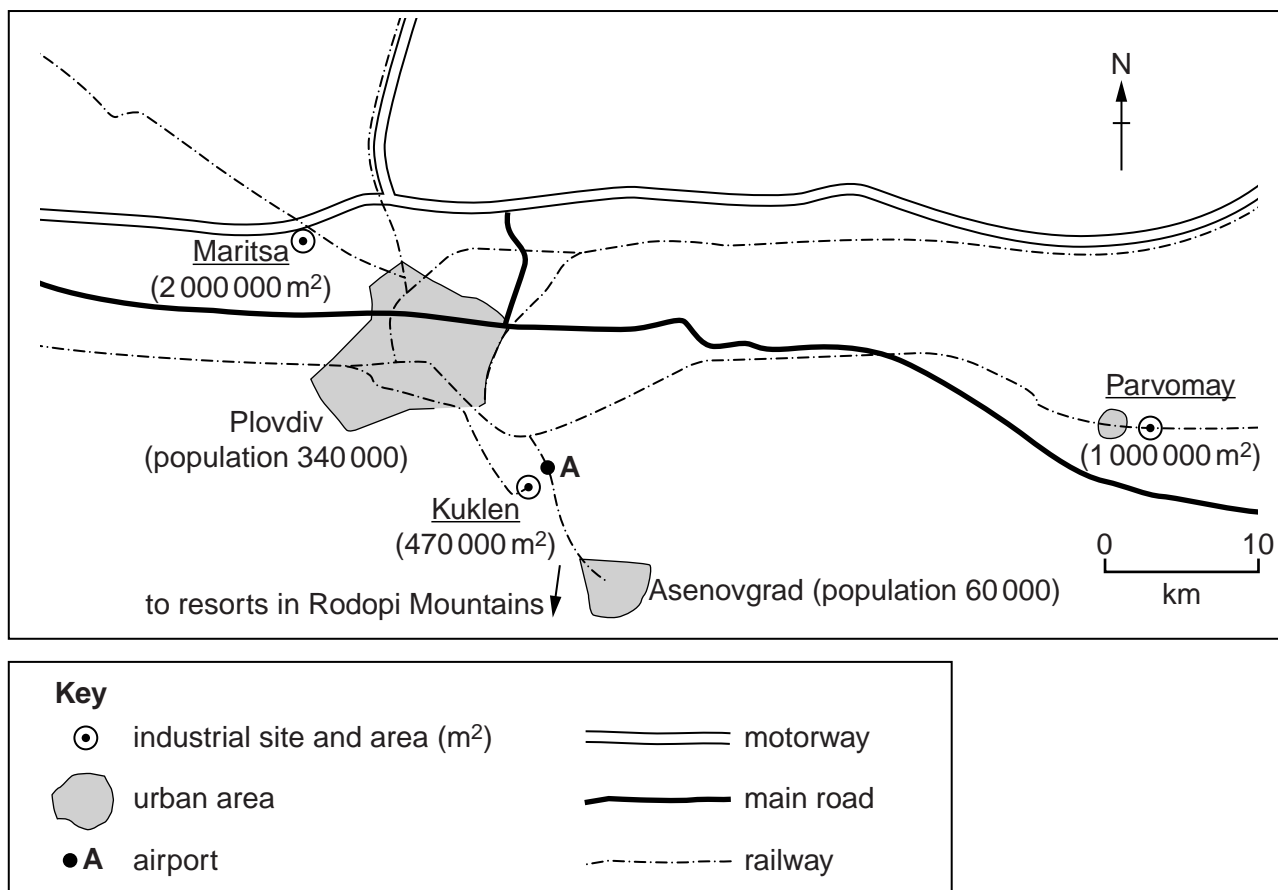 N
Maritsa
(2 000 000 m²)
Plovdiv
(population 340 000)
Parvomay
(1 000 000 m²)
A
Kuklen
(470 000 m²)
0 10
km
Asenovgrad (population 60 000)
to resorts in Rodopi Mountains
Key
industrial site and area (m²)
motorway
urban area
main road
A airport
railway